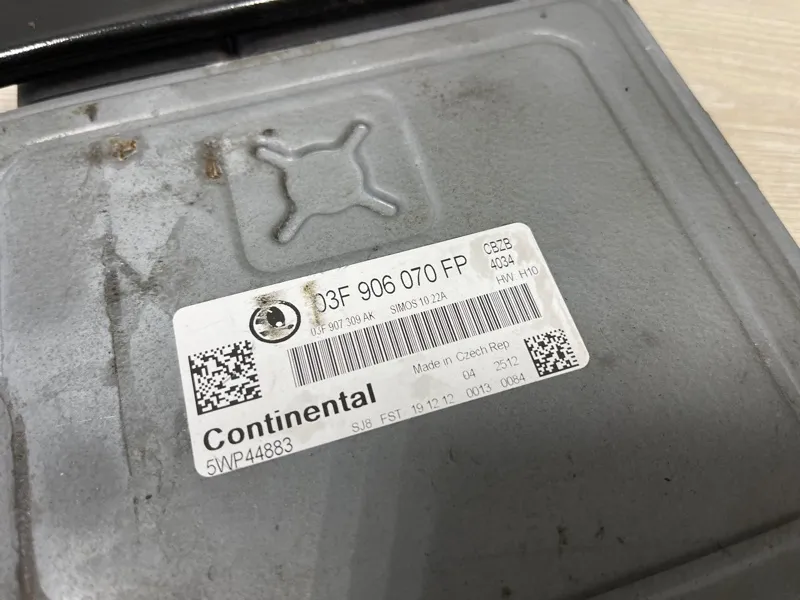 03F 906 070 FP
CBZB
4034
HW H10
03F 907 309 AK SIMOS 10.22A
Made in Czech Rep
04 2512
Continental
SJ8 FST 19.12.12 0013 0084
5WP44883